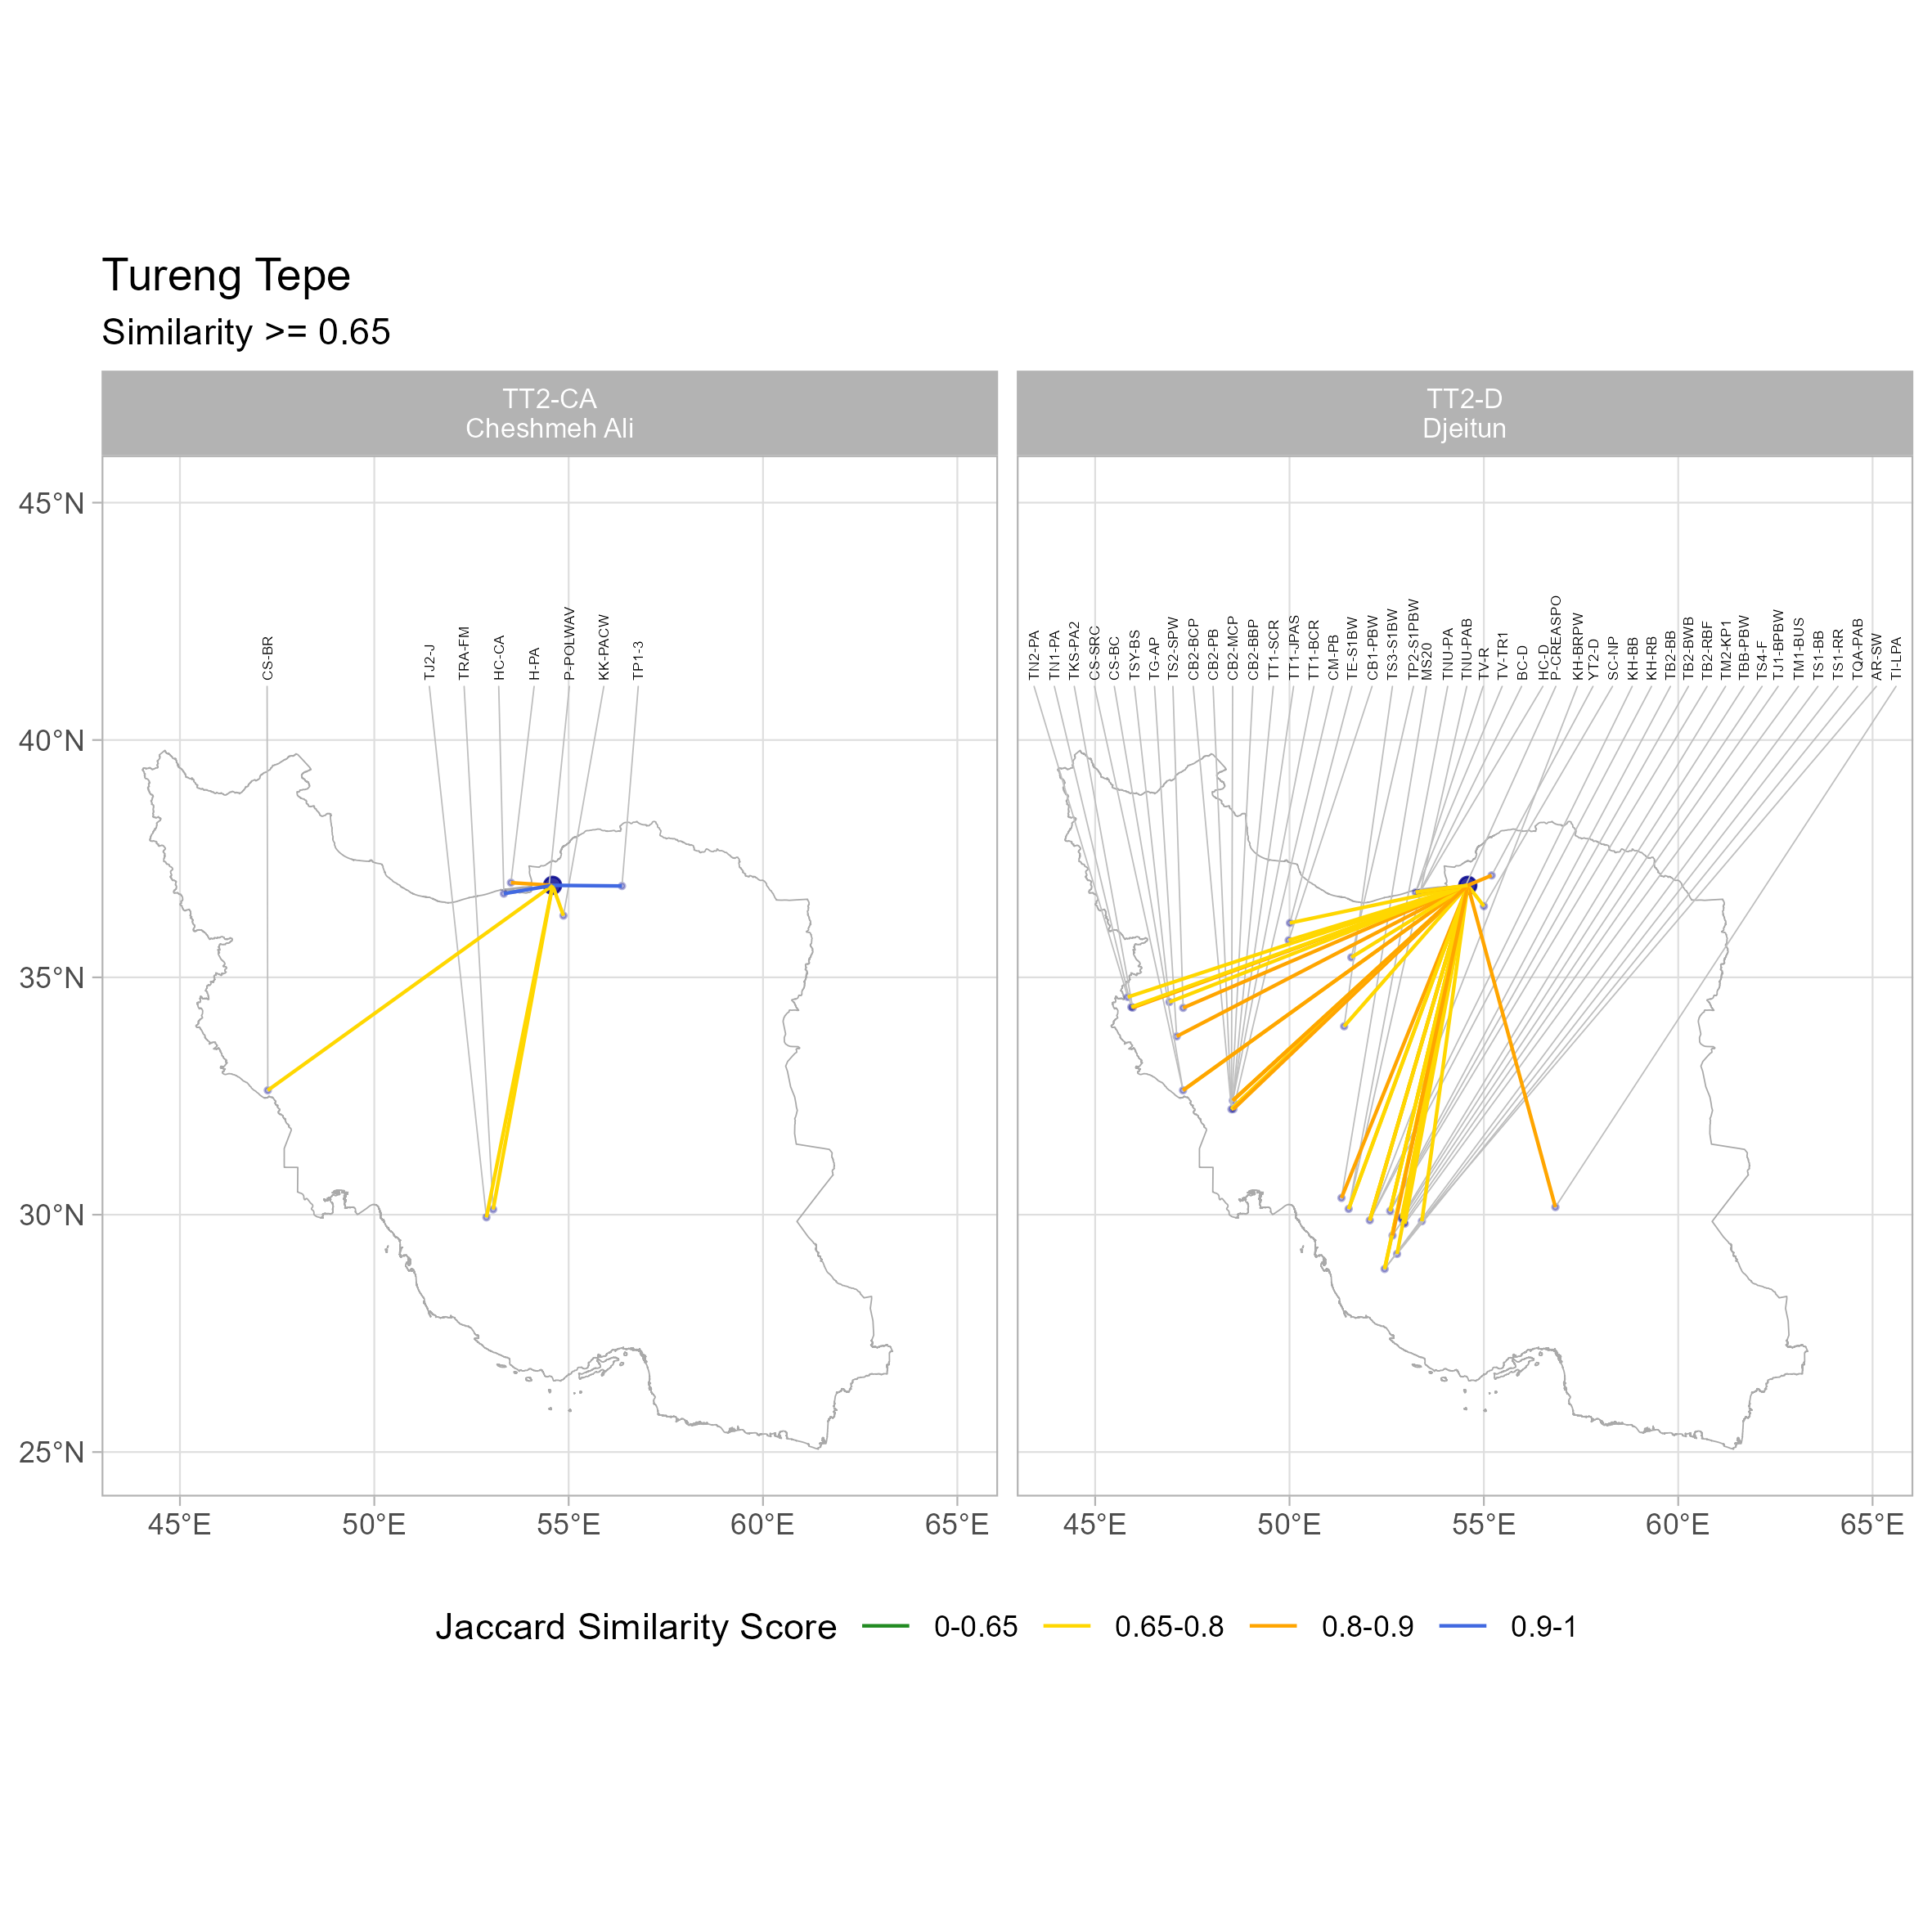 Tureng Tepe
Similarity >= 0.65
TT2-CA
Cheshmeh Ali
TT2-D
Djeitun
CS-BR
TJ2-J
TRA-FM
HC-CA
H-PA
P-POLWAV
KK-PACW
TP1-3
TN2-PA
TN1-PA
TKS-PA2
CS-SRC
CS-BC
TSY-BS
TG-AP
TS2-SPW
CB2-BCP
CB2-PB
CB2-MCP
CB2-BBP
TT1-SCR
TT1-JPAS
TT1-BCR
CM-PB
TE-S1BW
CB1-PBW
TS3-S1BW
TP2-S1PBW
MS20
TNU-PA
TNU-PAB
TV-R
TV-TR1
BC-D
HC-D
P-CREASPO
KH-BRPW
YT2-D
SC-NP
KH-BB
KH-RB
TB2-BB
TB2-BWB
TB2-RBF
TM2-KP1
TBB-PBW
TS4-F
TJ1-BPBW
TM1-BUS
TS1-BB
TS1-RR
TQA-PAB
AR-SW
TI-LPA
45°N
40°N
35°N
30°N
25°N
45°E 50°E 55°E 60°E 65°E
45°E 50°E 55°E 60°E 65°E
Jaccard Similarity Score 0-0.65 0.65-0.8 0.8-0.9 0.9-1